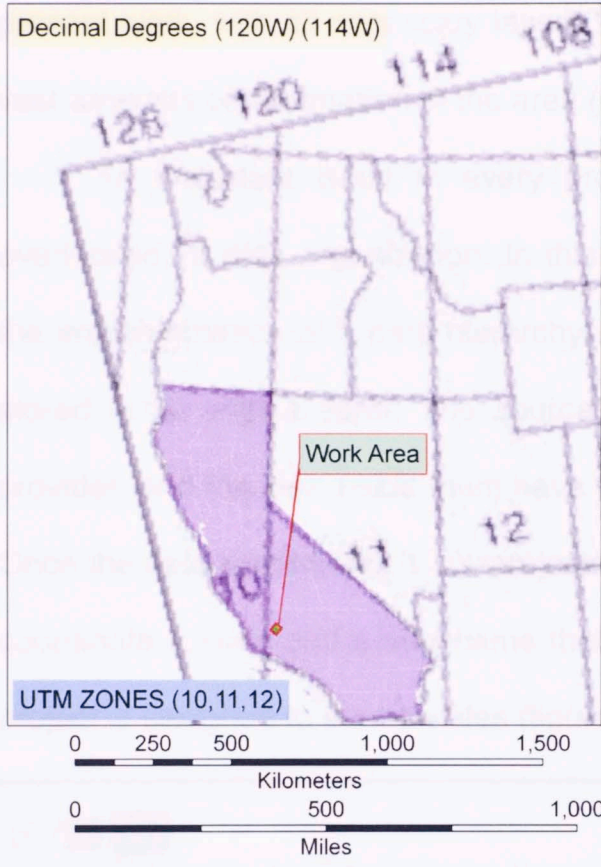 Decimal Degrees (120W) (114W)
126 120 114 108
Work Area
10 11 12
UTM ZONES (10,11,12)
0 250 500 1,000 1,500
Kilometers
0 500 1,000
Miles